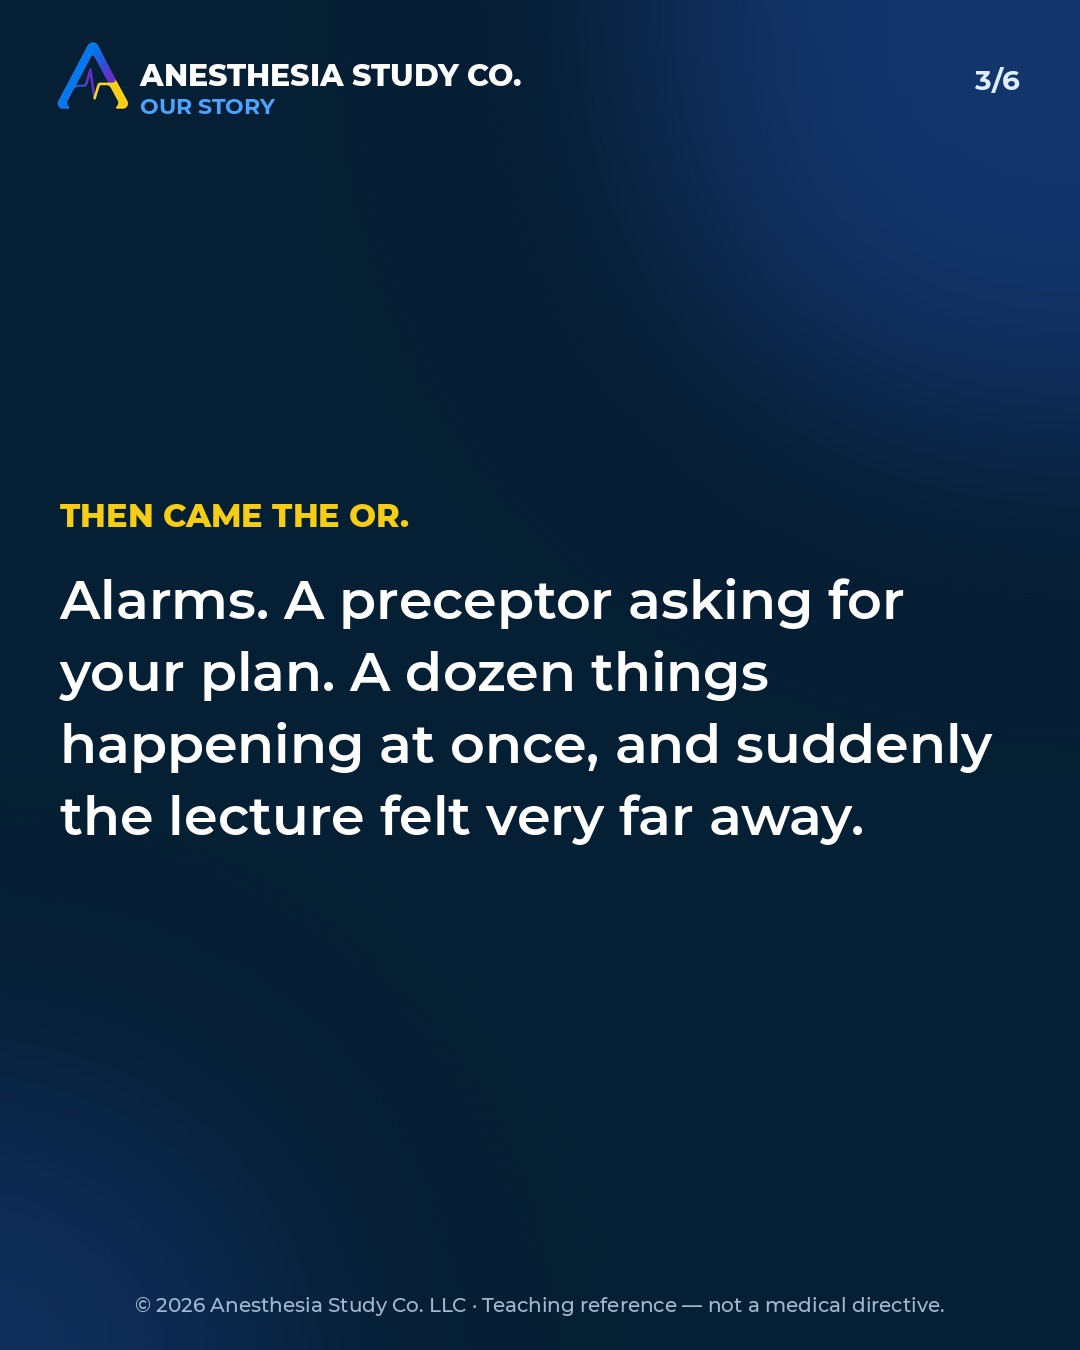 ANESTHESIA STUDY CO.
OUR STORY
3/6
THEN CAME THE OR.
Alarms. A preceptor asking for
your plan. A dozen things
happening at once, and suddenly
the lecture felt very far away.
© 2026 Anesthesia Study Co. LLC · Teaching reference — not a medical directive.